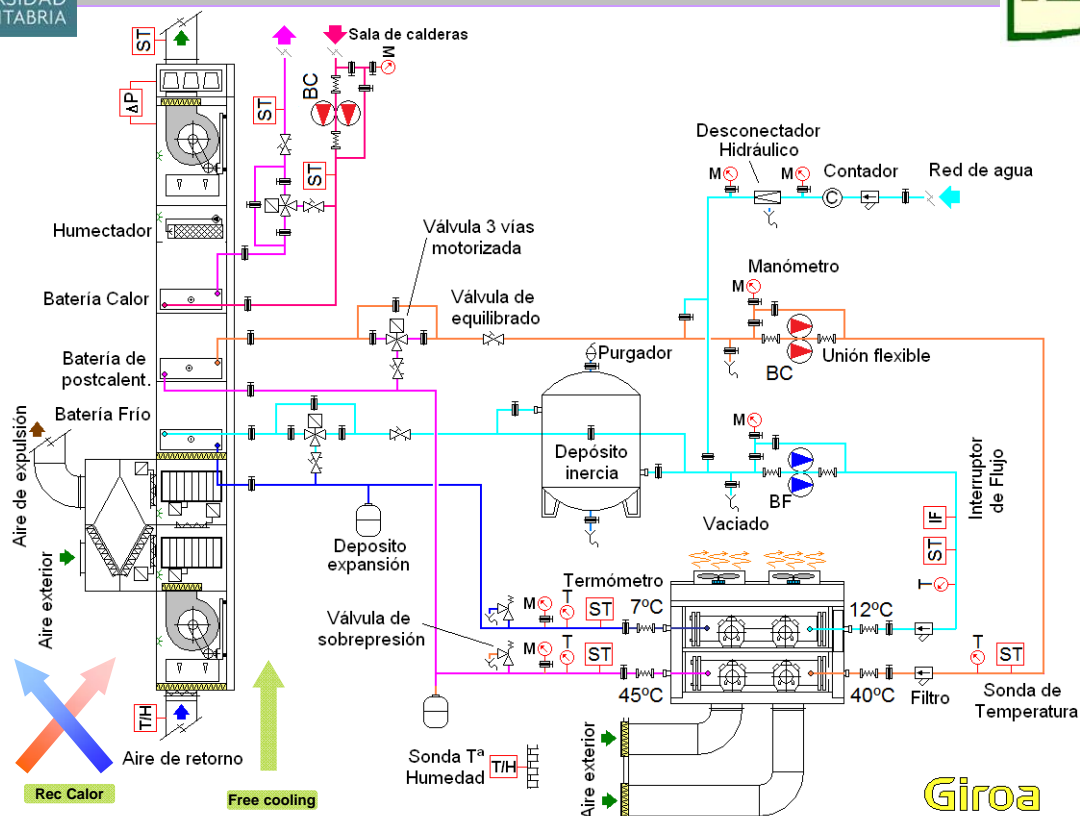 RSIDAD
NTABRIA
ST
Sala de calderas
M
BC
ΔP
ST
ST
Desconectador
Hidráulico
M
M
Contador
C
Red de agua
Humectador
Válvula 3 vías
motorizada
Manómetro
M
Batería Calor
Válvula de
equilibrado
Unión flexible
BC
Batería de
postcalent.
Purgador
Batería Frío
M
Depósito
inercia
BF
Vaciado
Interruptor
de Flujo
IF
ST
T
Aire de expulsión
Aire exterior
Deposito
expansión
Termómetro
M
T
ST
7ºC
12ºC
Válvula de
sobrepresión
M
T
ST
45ºC
40ºC
Filtro
T
ST
Sonda de
Temperatura
T/H
Aire de retorno
Sonda Tª
Humedad
T/H
Aire exterior
Rec Calor
Free cooling
Giroa